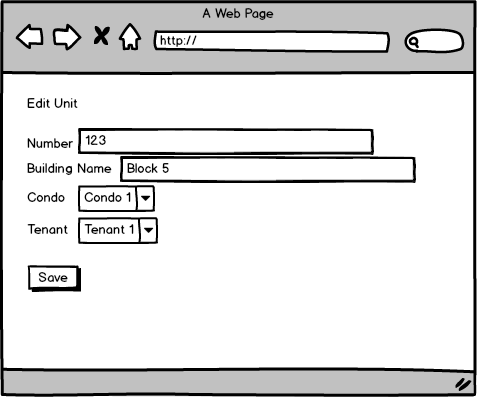 A Web Page
http://
Edit Unit
Number 123
Building Name Block 5
Condo Condo 1
Tenant Tenant 1
Save